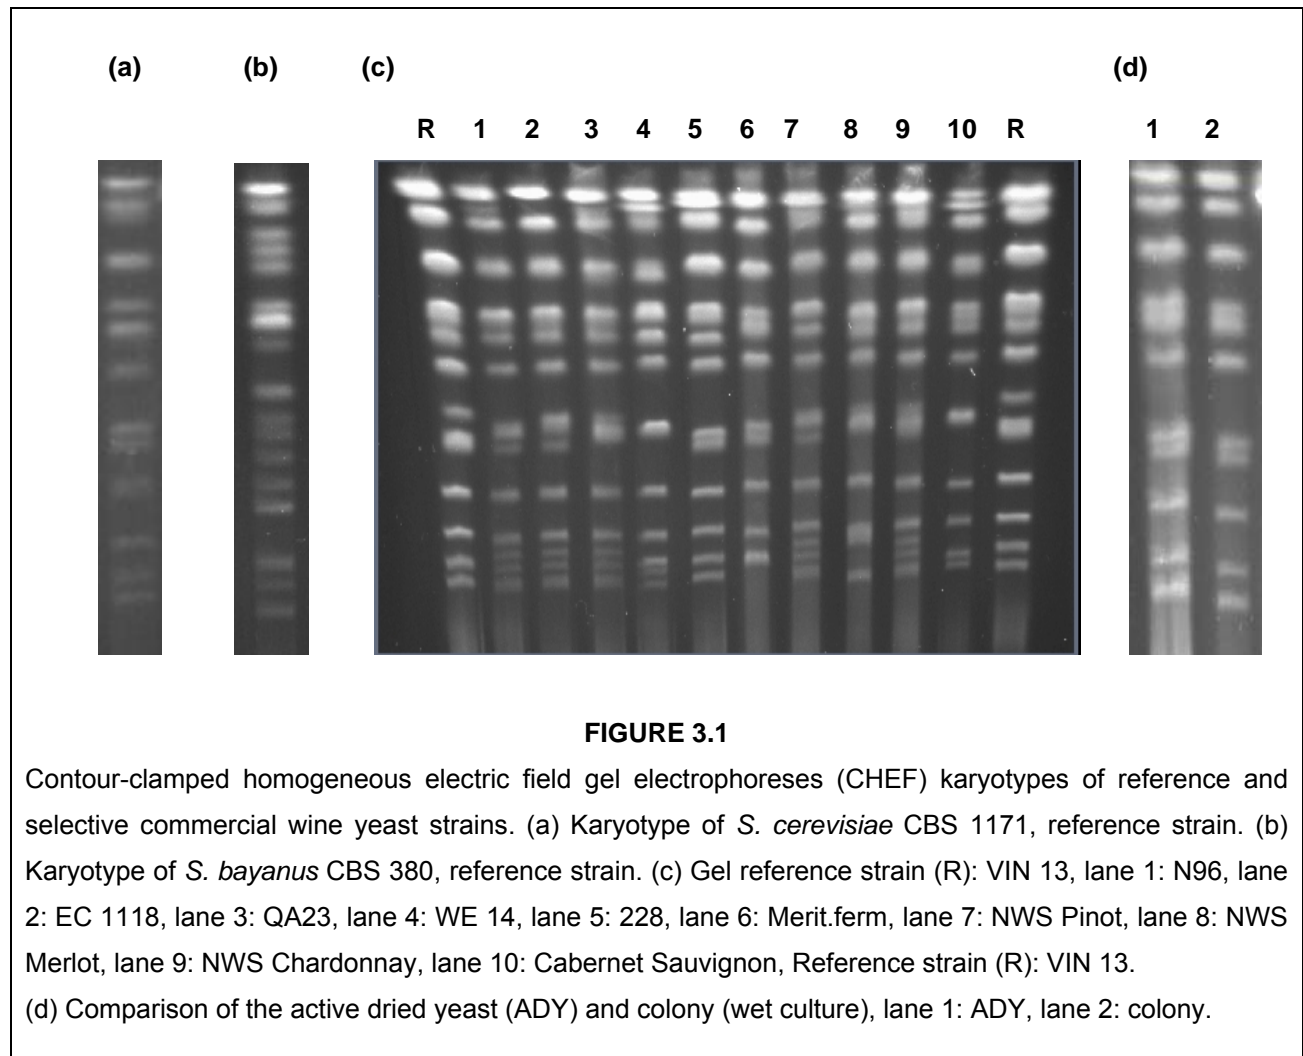 (a) (b) (c) (d)
R 1 2 3 4 5 6 7 8 9 10 R 1 2
FIGURE 3.1
Contour-clamped homogeneous electric field gel electrophoreses (CHEF) karyotypes of reference and
selective commercial wine yeast strains. (a) Karyotype of S. cerevisiae CBS 1171, reference strain. (b)
Karyotype of S. bayanus CBS 380, reference strain. (c) Gel reference strain (R): VIN 13, lane 1: N96, lane
2: EC 1118, lane 3: QA23, lane 4: WE 14, lane 5: 228, lane 6: Merit.ferm, lane 7: NWS Pinot, lane 8: NWS
Merlot, lane 9: NWS Chardonnay, lane 10: Cabernet Sauvignon, Reference strain (R): VIN 13.
(d) Comparison of the active dried yeast (ADY) and colony (wet culture), lane 1: ADY, lane 2: colony.